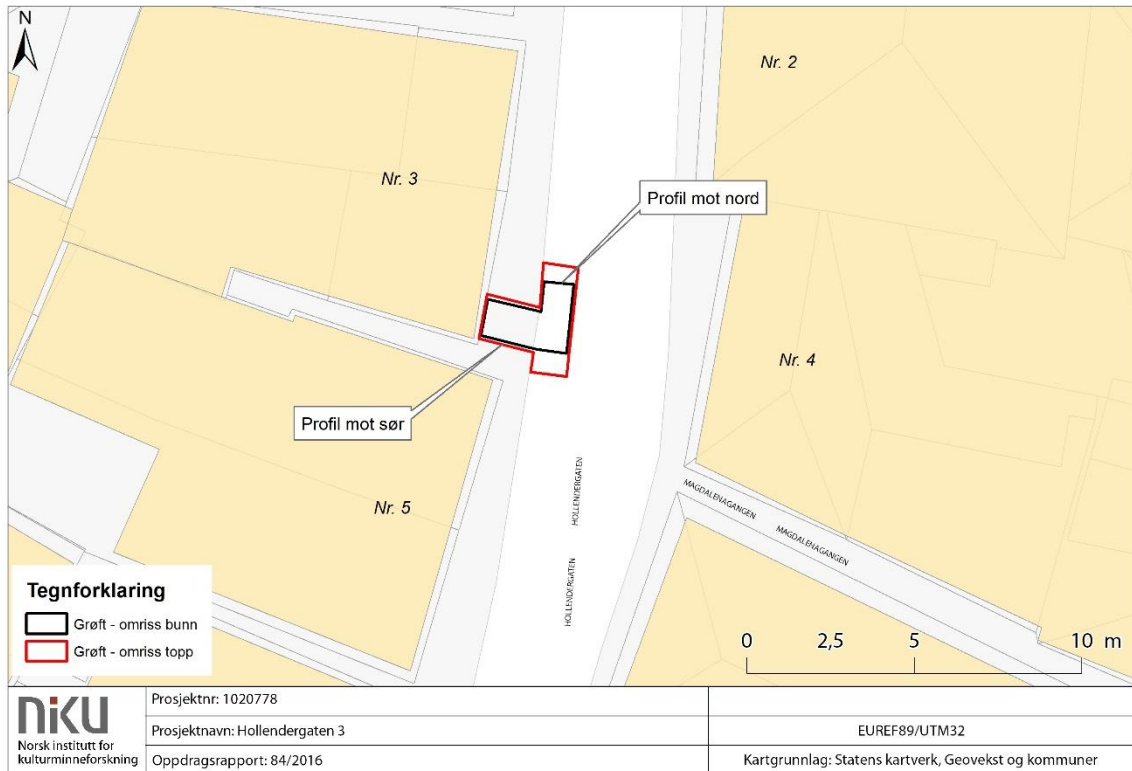 N
Nr. 2
Nr. 3
Profil mot nord
Nr. 4
Profil mot sør
HOLLENDERGATEN
MAGDALENAGANGEN
MAGDALENAGANGEN
Nr. 5
HOLLENDERGATEN
Tegnforklaring
Grøft - omriss bunn
Grøft - omriss topp
0 2,5 5 10 m
niku
Norsk institutt for
kulturminneforskning
Prosjektnr: 1020778
Prosjektnavn: Hollendergaten 3
EUREF89/UTM32
Oppdragsrapport: 84/2016
Kartgrunnlag: Statens kartverk, Geovekst og kommuner